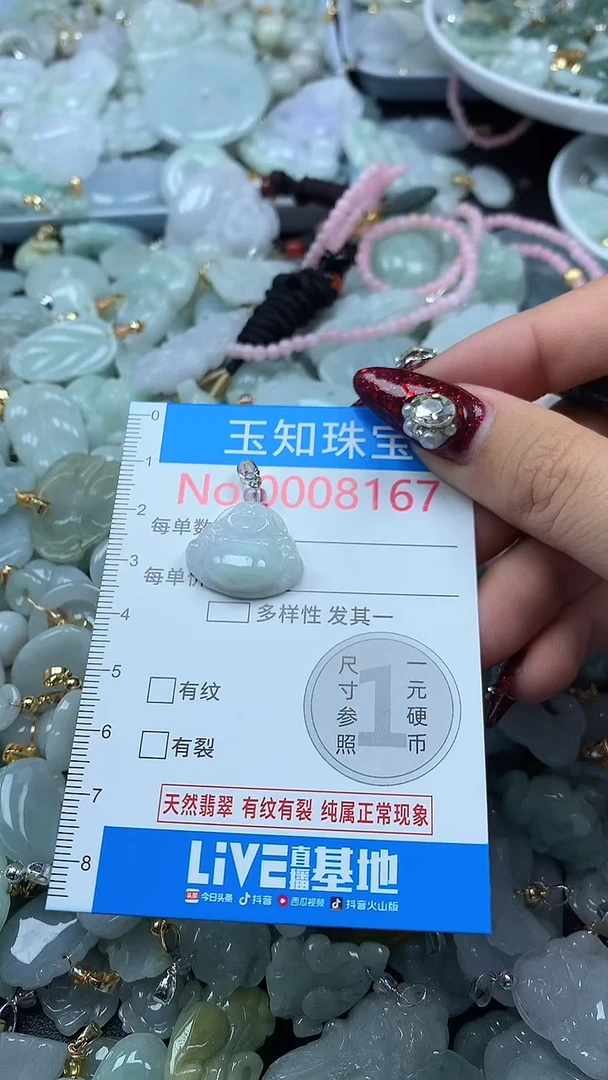 0
玉知珠宝
1
No.0008167
2
每单数
3
每单价
4
多样性 发其一
5
尺寸参照
1
一元硬币
有纹
6
有裂
7
天然翡翠 有纹有裂 纯属正常现象
8
LiVE直播基地
头条 今日头条 抖音 西瓜视频 抖音火山版